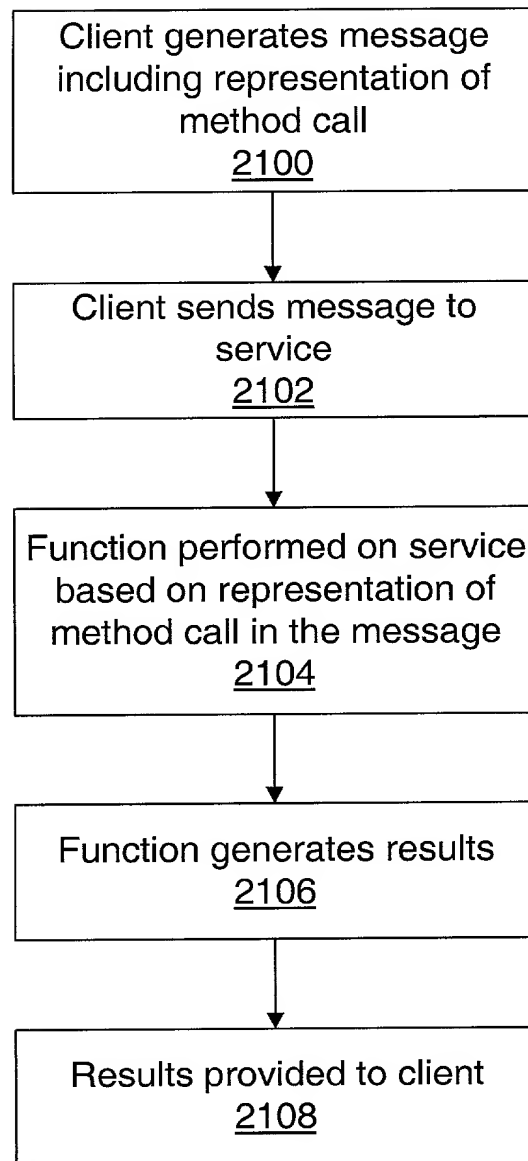 Client generates message
including representation of
method call
2100
Client sends message to
service
2102
Function performed on service
based on representation of
method call in the message
2104
Function generates results
2106
Results provided to client
2108